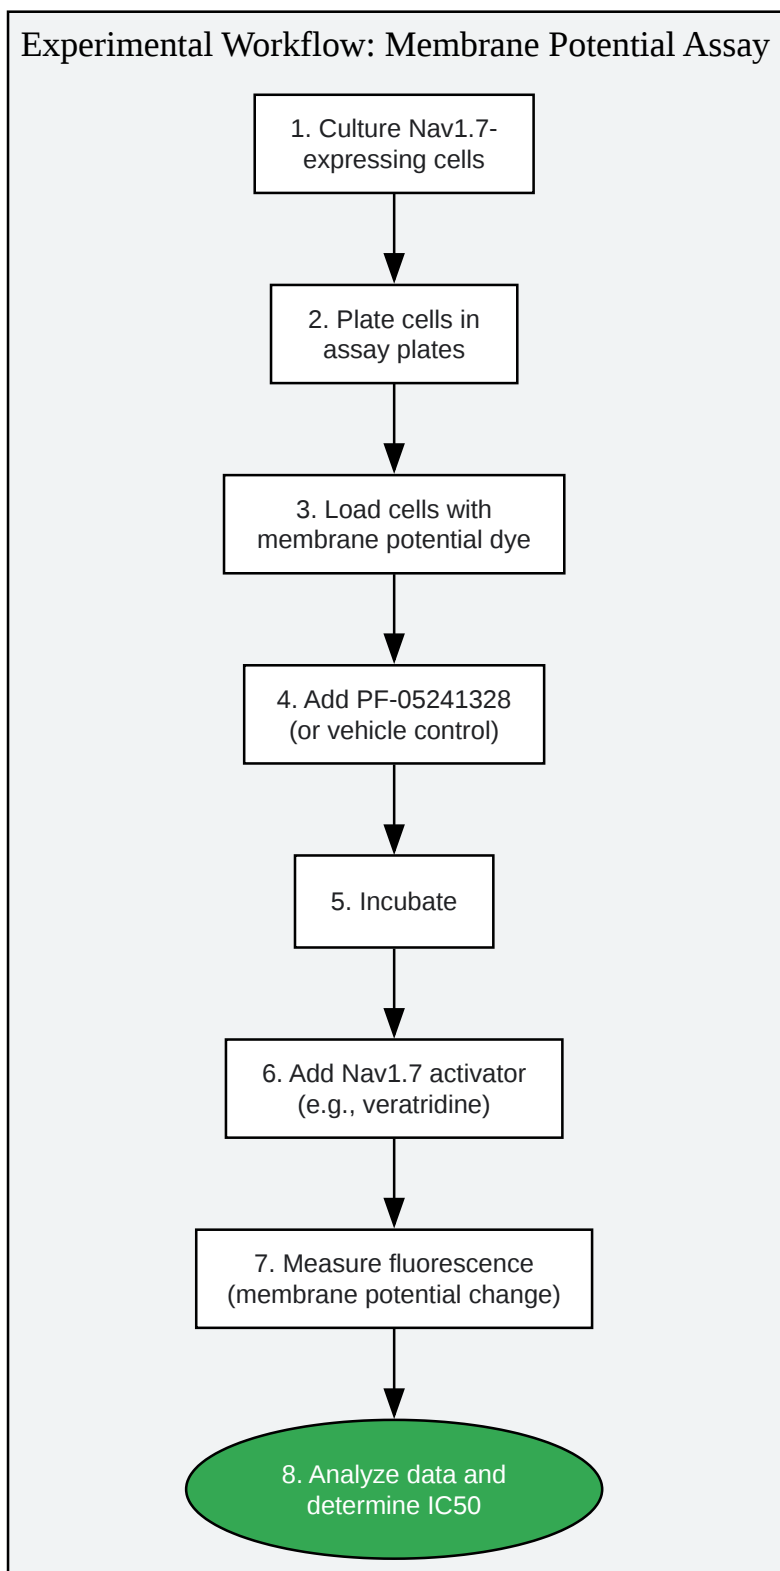 Experimental Workflow: Membrane Potential Assay
1. Culture Nav1.7-
expressing cells
2. Plate cells in
assay plates
3. Load cells with
membrane potential dye
4. Add PF-05241328
(or vehicle control)
5. Incubate
6. Add Nav1.7 activator
(e.g., veratridine)
7. Measure fluorescence
(membrane potential change)
8. Analyze data and
determine IC50